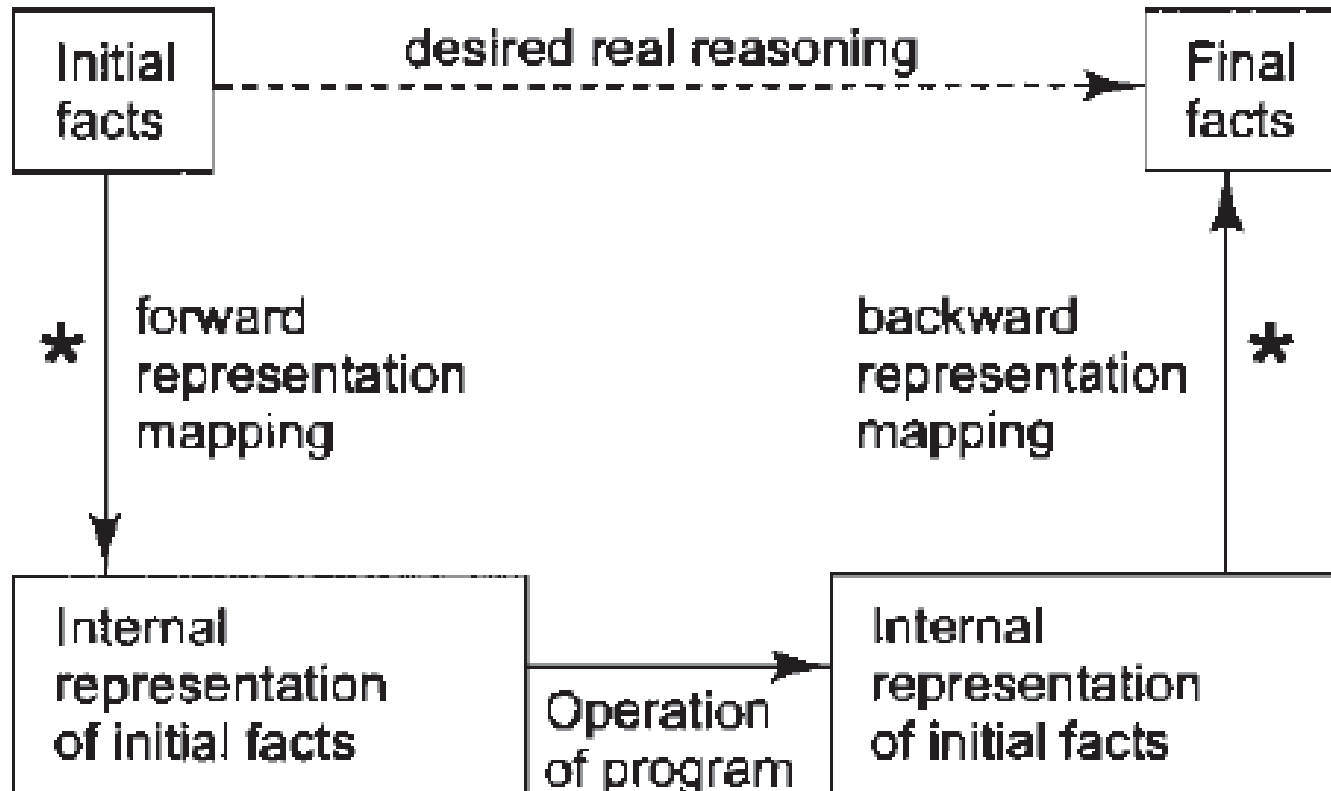 Initial
facts
desired real reasoning
Final
facts
*
forward
representation
mapping
backward
representation
mapping
*
Internal
representation
of initial facts
Operation
of program
Internal
representation
of initial facts